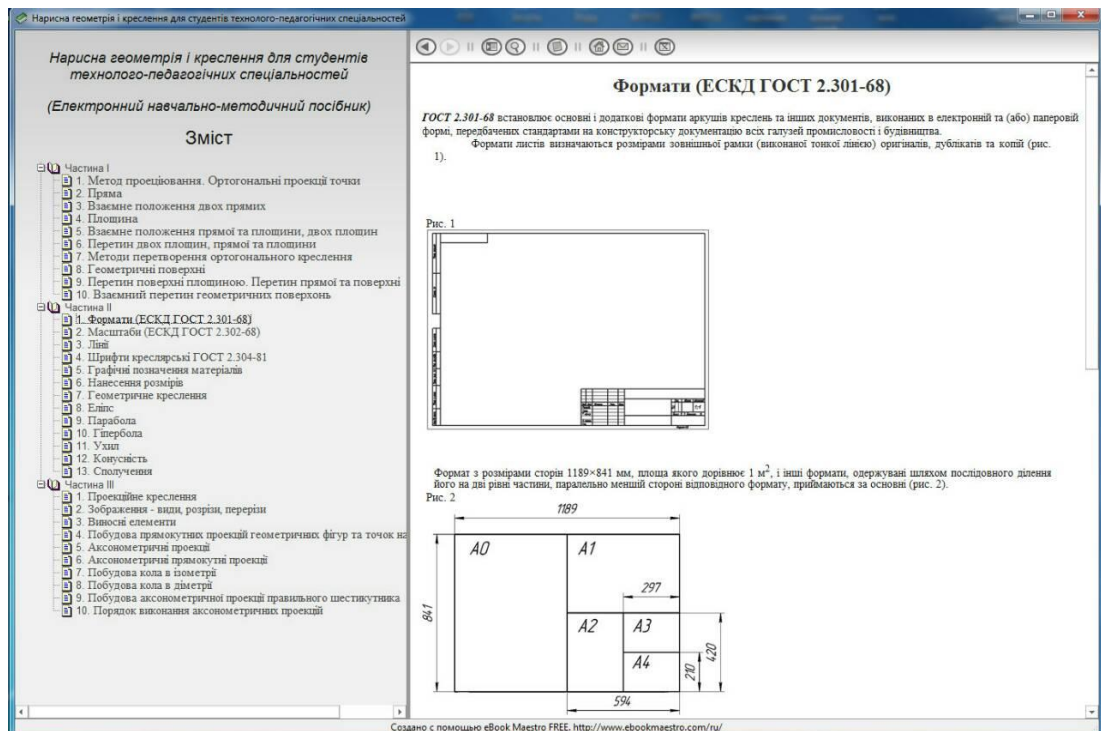 Нарисна геометрія і креслення для студентів технолого-педагогічних спеціальностей
Нарисна геометрія і креслення для студентів
технолого-педагогічних спеціальностей
(Електронний навчально-методичний посібник)
Зміст
Частина I
1. Метод проеціювання. Ортогональні проекції точки
2. Пряма
3. Взаємне положення двох прямих
4. Площина
5. Взаємне положення прямої та площини, двох площин
6. Перетин двох площин, прямої та площини
7. Методи перетворення ортогонального креслення
8. Геометричні поверхні
9. Перетин поверхні площиною. Перетин прямої та поверхні
10. Взаємний перетин геометричних поверхонь
Частина II
1. Формати (ЕСКД ГОСТ 2.301-68)
2. Масштаби (ЕСКД ГОСТ 2.302-68)
3. Лінії
4. Шрифти креслярські ГОСТ 2.304-81
5. Графічні позначення матеріалів
6. Нанесення розмірів
7. Геометричне креслення
8. Еліпс
9. Парабола
10. Гіпербола
11. Ухил
12. Конусність
13. Сполучення
Частина III
1. Проекційне креслення
2. Зображення - види, розрізи, перерізи
3. Виносні елементи
4. Побудова прямокутних проекцій геометричних фігур та точок на
5. Аксонометричні проекції
6. Аксонометричні прямокутні проекції
7. Побудова кола в ізометрії
8. Побудова кола в діметрії
9. Побудова аксонометричної проекції правильного шестикутника
10. Порядок виконання аксонометричних проекцій
Формати (ЕСКД ГОСТ 2.301-68)
ГОСТ 2.301-68 встановлює основні і додаткові формати аркушів креслень та інших документів, виконаних в електронній та (або) паперовій
формі, передбачених стандартами на конструкторську документацію всіх галузей промисловості і будівництва.
Формати листів визначаються розмірами зовнішньої рамки (виконаної тонкої лінією) оригіналів, дублікатів та копій (рис.
1).
Рис. 1
Формат з розмірами сторін 1189×841 мм, площа якого дорівнює 1 м², і інші формати, одержувані шляхом послідовного ділення
його на дві рівні частини, паралельно меншій стороні відповідного формату, приймаються за основні (рис. 2).
Рис. 2
1189
А0 А1
297
841
А2 А3
А4
210
420
594
Создано с помощью eBook Maestro FREE, http://www.ebookmaestro.com/ru/